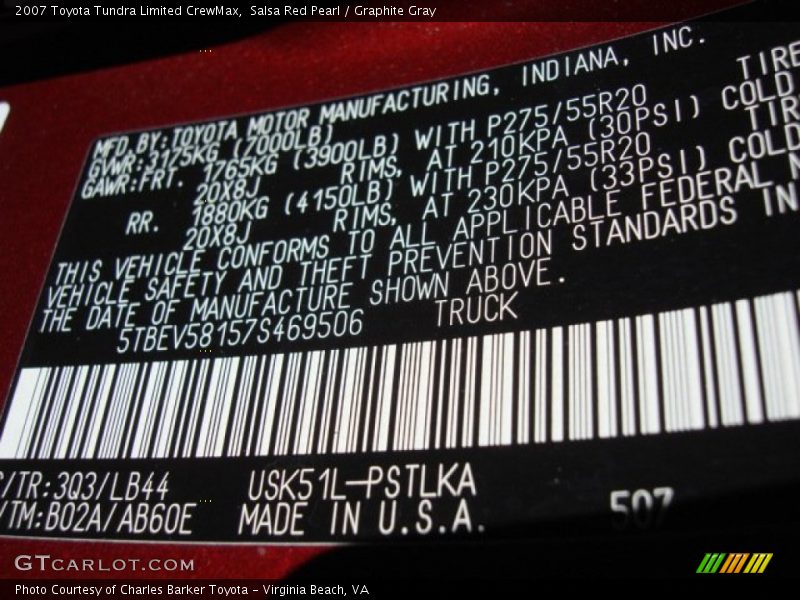 2007 Toyota Tundra Limited CrewMax, Salsa Red Pearl / Graphite Gray
MFD.BY:TOYOTA MOTOR MANUFACTURING, INDIANA, INC.
GVWR:3175KG (7000LB)
GAWR:FRT. 1765KG (3900LB) WITH P275/55R20 TIRE
20X8J RIMS, AT 210KPA (30PSI) COLD
RR. 1880KG (4150LB) WITH P275/55R20 TIR
20X8J RIMS, AT 230KPA (33PSI) COLD
THIS VEHICLE CONFORMS TO ALL APPLICABLE FEDERAL M
VEHICLE SAFETY AND THEFT PREVENTION STANDARDS IN
THE DATE OF MANUFACTURE SHOWN ABOVE.
5TBEV58157S469506 TRUCK
/TR:3Q3/LB44 USK51L-PSTLKA
/TM:B02A/AB60E MADE IN U.S.A. 507
GTCARLOT.COM
Photo Courtesy of Charles Barker Toyota - Virginia Beach, VA